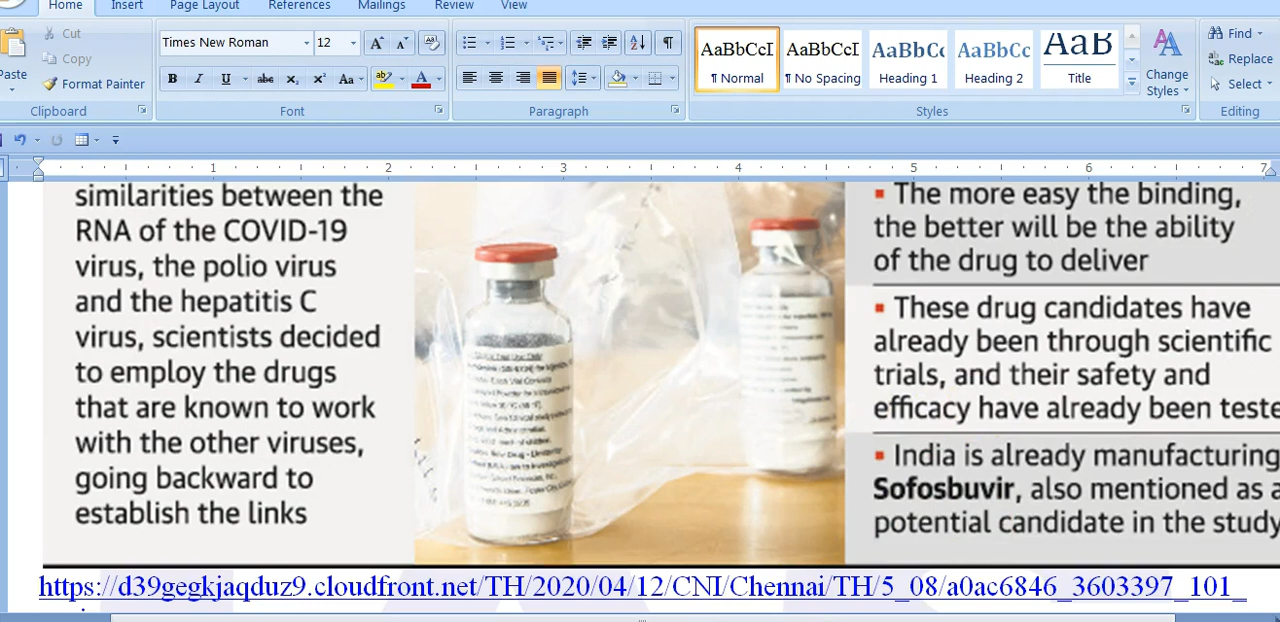 Home Insert Page Layout References Mailings Review View
Cut
Copy
Paste
Format Painter
Clipboard
Times New Roman 12
Font
Paragraph
AaBbCcI AaBbCcI AaBbCc AaBbCc AaB
¶ Normal ¶ No Spacing Heading 1 Heading 2 Title
Change
Styles
Styles
Find
Replace
Select
Editing
1 2 3 4 5 6 7
similarities between the
RNA of the COVID-19
virus, the polio virus
and the hepatitis C
virus, scientists decided
to employ the drugs
that are known to work
with the other viruses,
going backward to
establish the links
▪ The more easy the binding,
the better will be the ability
of the drug to deliver
▪ These drug candidates have
already been through scientific
trials, and their safety and
efficacy have already been teste
▪ India is already manufacturing
Sofosbuvir, also mentioned as a
potential candidate in the study
https://d39gegkjaqduz9.cloudfront.net/TH/2020/04/12/CNI/Chennai/TH/5_08/a0ac6846_3603397_101_